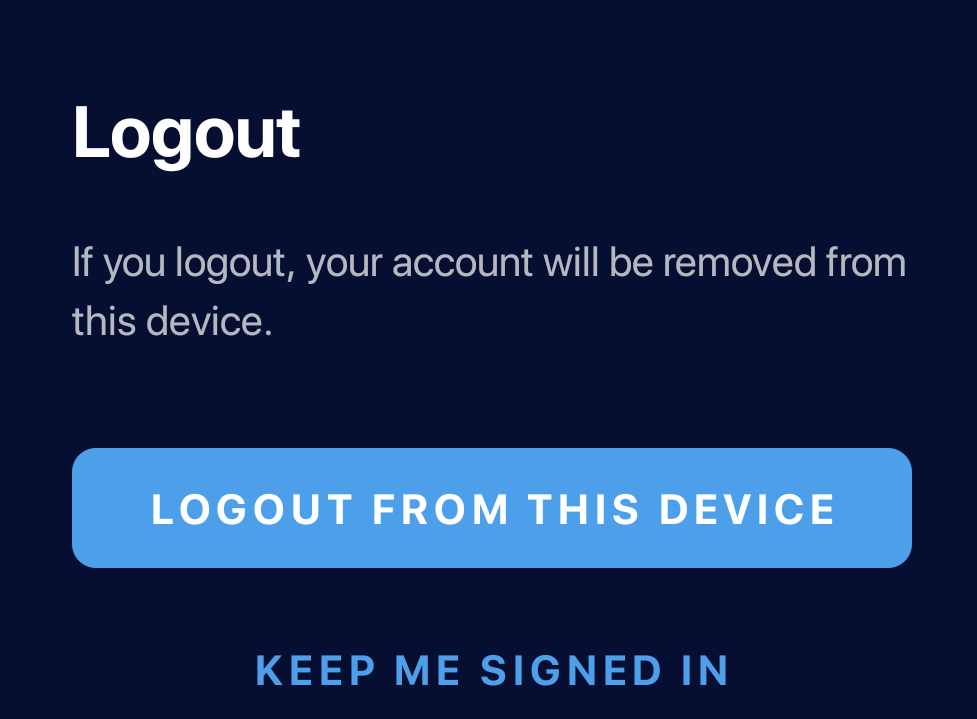 Logout
If you logout, your account will be removed from
this device.
LOGOUT FROM THIS DEVICE
KEEP ME SIGNED IN